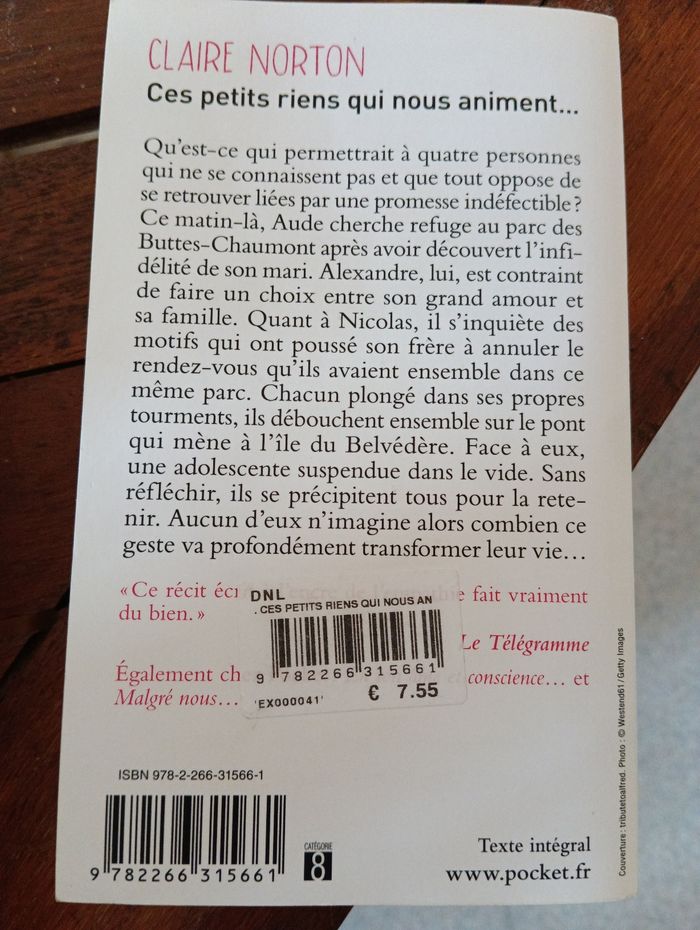 CLAIRE NORTON
Ces petits riens qui nous animent...
Qu'est-ce qui permettrait à quatre personnes
qui ne se connaissent pas et que tout oppose de
se retrouver liées par une promesse indéfectible ?
Ce matin-là, Aude cherche refuge au parc des
Buttes-Chaumont après avoir découvert l'infi-
délité de son mari. Alexandre, lui, est contraint
de faire un choix entre son grand amour et
sa famille. Quant à Nicolas, il s'inquiète des
motifs qui ont poussé son frère à annuler le
rendez-vous qu'ils avaient ensemble dans ce
même parc. Chacun plongé dans ses propres
tourments, ils débouchent ensemble sur le pont
qui mène à l'île du Belvédère. Face à eux,
une adolescente suspendue dans le vide. Sans
réfléchir, ils se précipitent tous pour la rete-
nir. Aucun d'eux n'imagine alors combien ce
geste va profondément transformer leur vie...
« Ce récit fait vraiment
du bien. »
Le Télégramme
Également et conscience... et
Malgré nous...
DNL
. CES PETITS RIENS QUI NOUS AN
9 782266 315661
'EX000041' € 7.55
ISBN 978-2-266-31566-1
9 782266 315661
CATÉGORIE
8
Texte intégral
www.pocket.fr
Couverture : tributetoalfred. Photo : © Westend61 / Getty Images